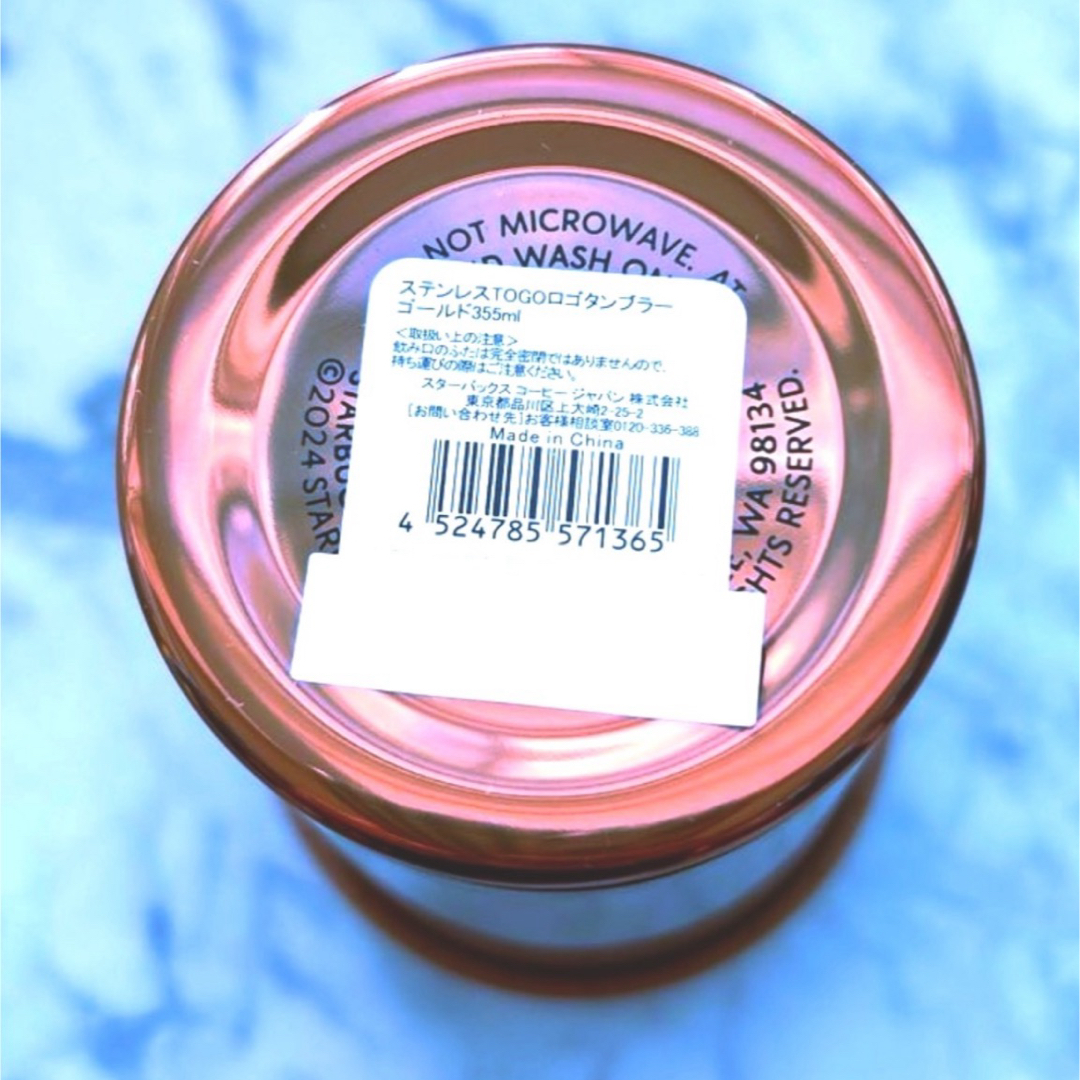 NOT MICROWAVE. AT
WASH ON
ステンレスTOGOロゴタンブラー
ゴールド355ml
＜取扱い上の注意＞
飲み口のふたは完全密閉ではありませんので、
持ち運びの際はご注意ください。
スターバックス コーヒー ジャパン 株式会社
東京都品川区上大崎2-25-2
[お問い合わせ先]お客様相談室0120-336-388
Made in China
4 524785 571365
STARBUC
©2024 STAR
WA 98134
HTS RESERVED.